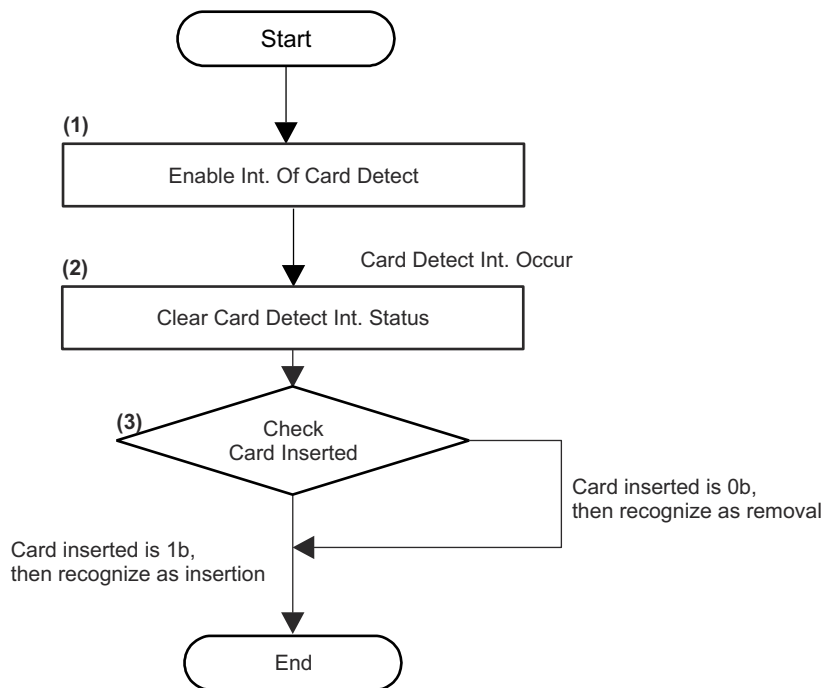 Start
(1)
Enable Int. Of Card Detect
Card Detect Int. Occur
(2)
Clear Card Detect Int. Status
(3)
Check
Card Inserted
Card inserted is 0b,
then recognize as removal
Card inserted is 1b,
then recognize as insertion
End